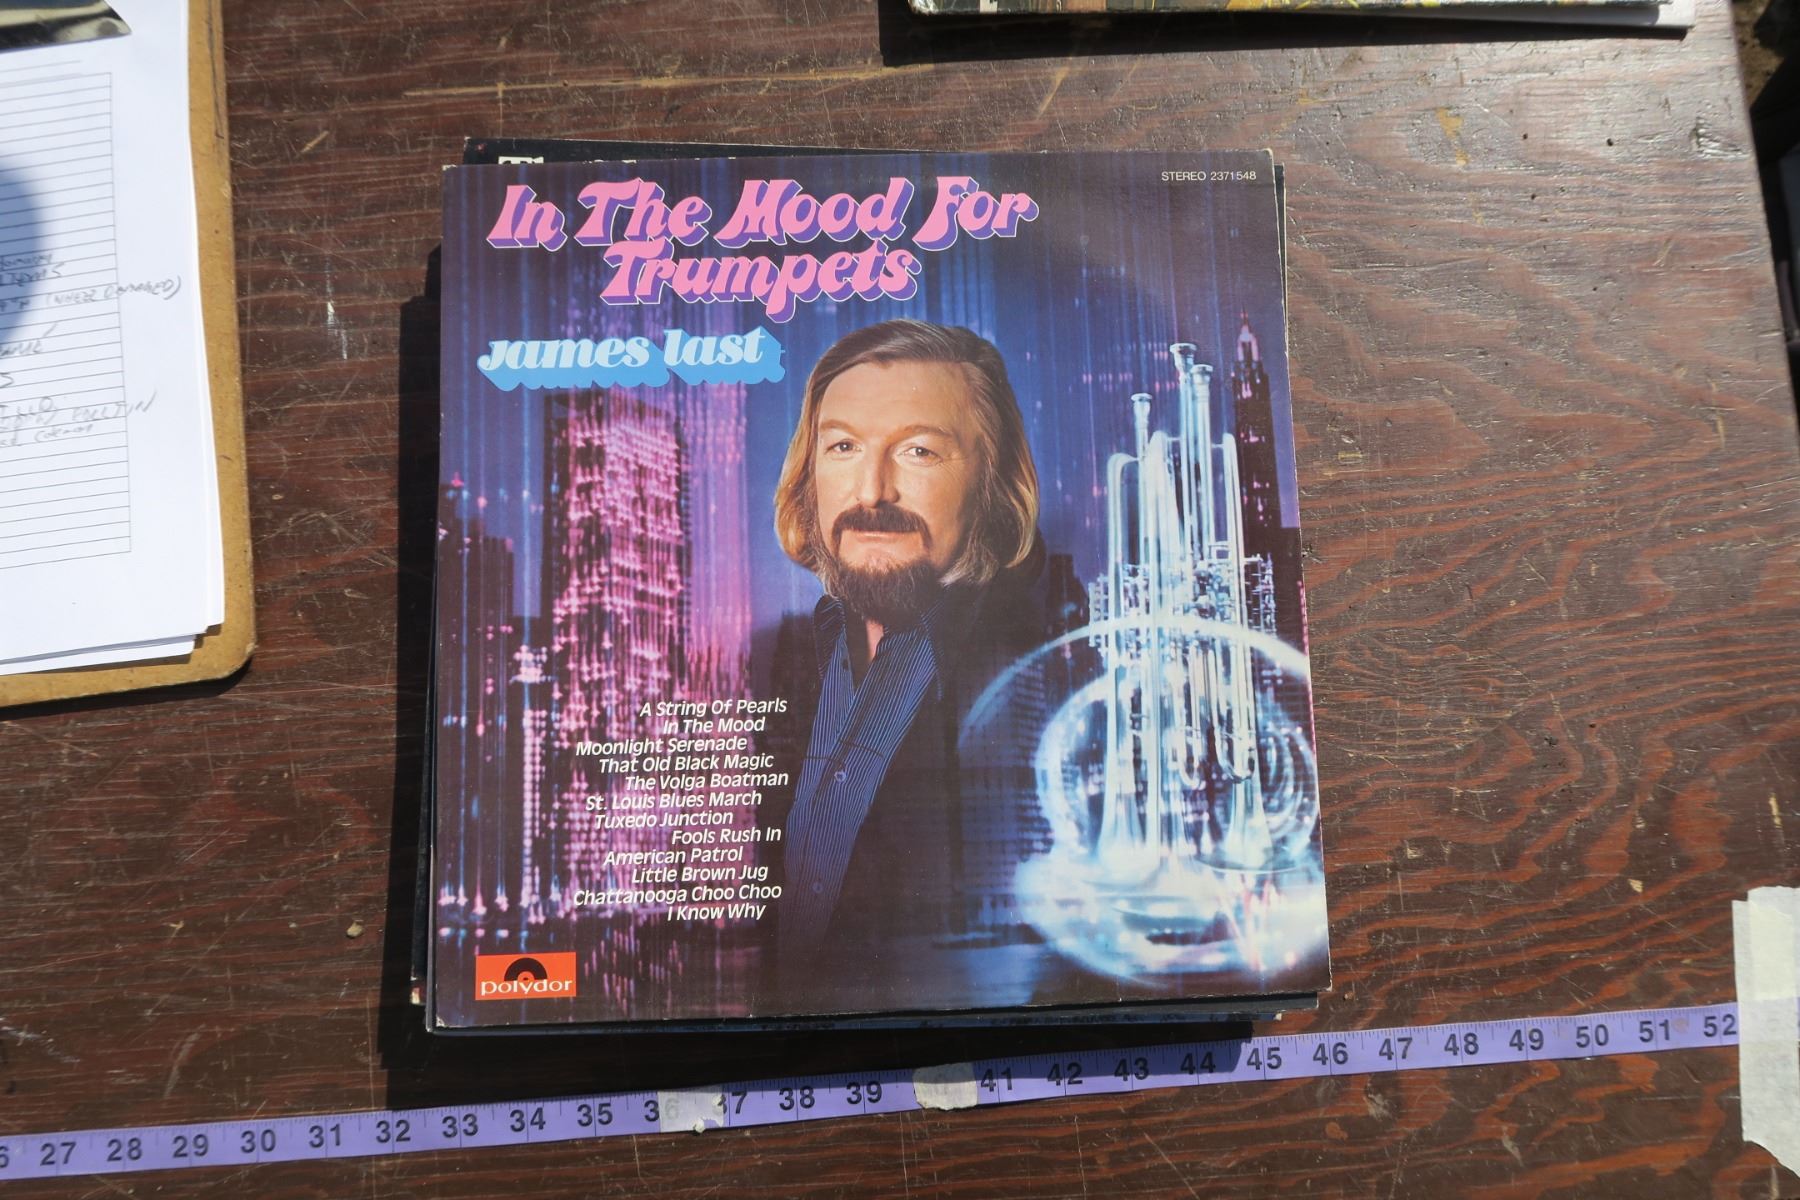 STEREO 2371548
In The Mood For
Trumpets
james last
A String Of Pearls
In The Mood
Moonlight Serenade
That Old Black Magic
The Volga Boatman
St. Louis Blues March
Tuxedo Junction
Fools Rush In
American Patrol
Little Brown Jug
Chattanooga Choo Choo
I Know Why
polydor
27 28 29 30 31 32 33 34 35 36 37 38 39 41 42 43 44 45 46 47 48 49 50 51 52